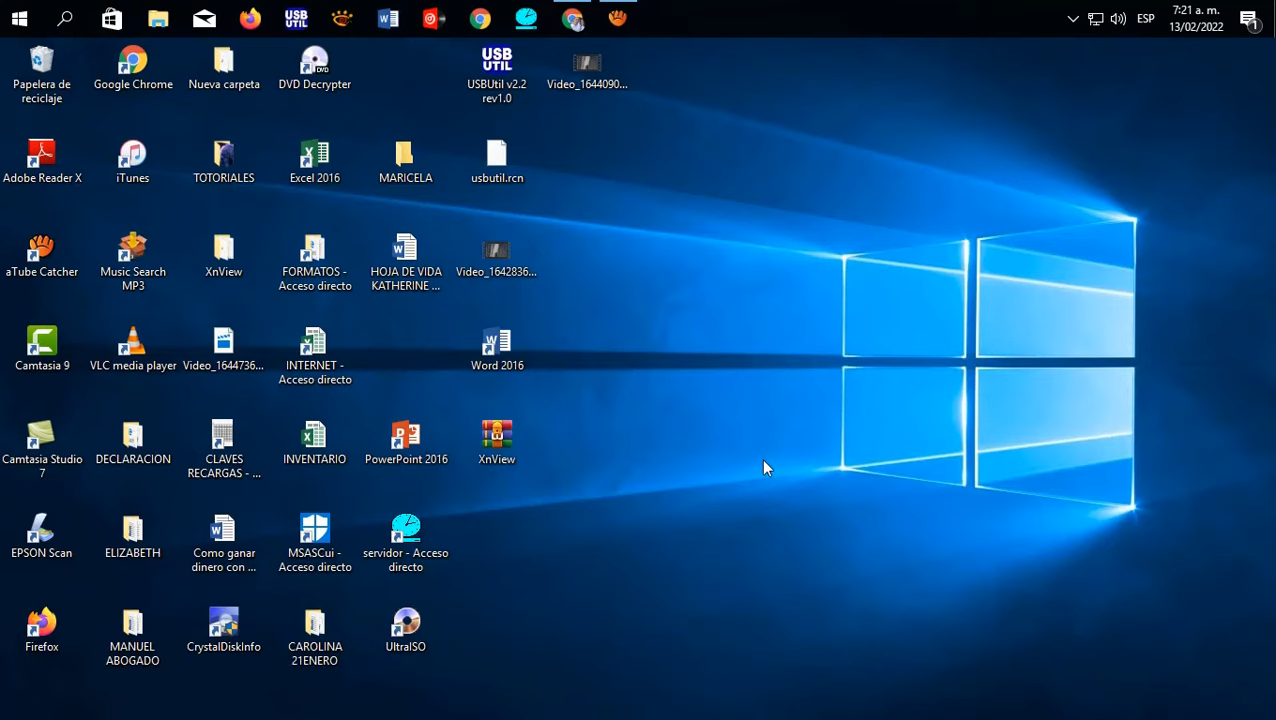 USB
UTIL
ESP
7:21 a. m.
13/02/2022
1
Papelera de
reciclaje
Google Chrome
Nueva carpeta
DVD
DVD Decrypter
USB
UTIL
USBUtil v2.2
rev1.0
Video_1644090...
Adobe Reader X
iTunes
TOTORIALES
Excel 2016
MARICELA
usbutil.rcn
aTube Catcher
Music Search
MP3
XnView
FORMATOS -
Acceso directo
HOJA DE VIDA
KATHERINE ...
Video_1642836...
Camtasia 9
VLC media player
Video_1644736...
INTERNET -
Acceso directo
Word 2016
Camtasia Studio
7
DECLARACION
CLAVES
RECARGAS - ...
INVENTARIO
PowerPoint 2016
XnView
EPSON Scan
ELIZABETH
Como ganar
dinero con ...
MSASCui -
Acceso directo
servidor - Acceso
directo
Firefox
MANUEL
ABOGADO
CrystalDiskInfo
CAROLINA
21ENERO
UltraISO